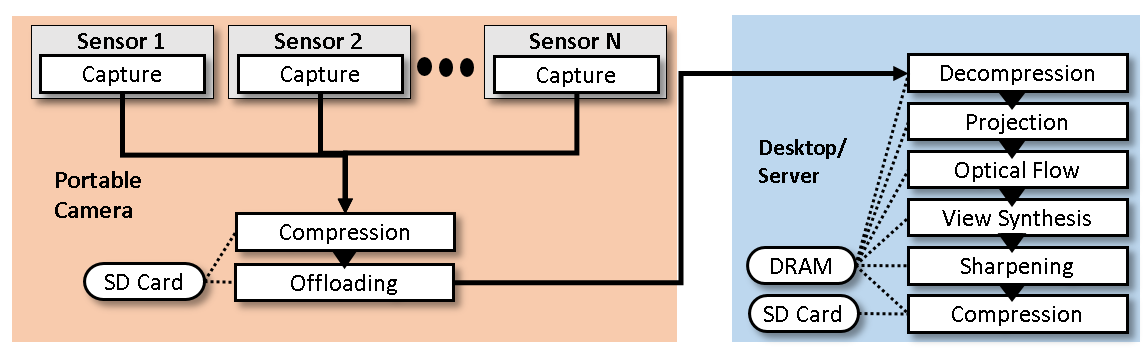 Sensor 1
Capture
Sensor 2
Capture
Sensor N
Capture
Portable
Camera
Compression
SD Card
Offloading
Desktop/
Server
Decompression
Projection
Optical Flow
View Synthesis
DRAM
Sharpening
SD Card
Compression